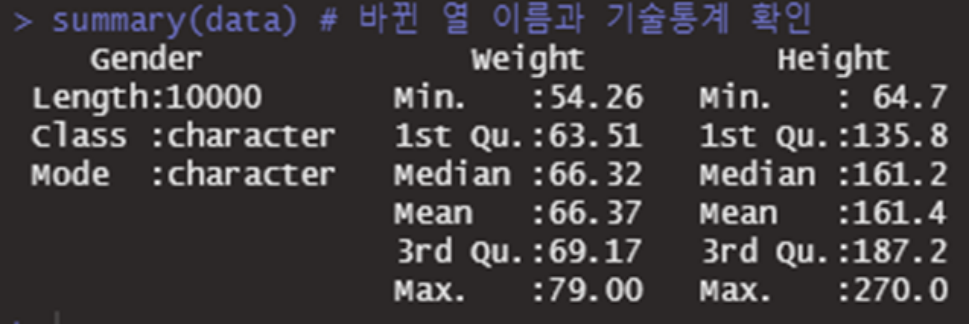 > summary(data) # 바뀐 열 이름과 기술통계 확인
Gender Weight Height
Length:10000 Min. :54.26 Min. : 64.7
Class :character 1st Qu.:63.51 1st Qu.:135.8
Mode :character Median :66.32 Median :161.2
Mean :66.37 Mean :161.4
3rd Qu.:69.17 3rd Qu.:187.2
Max. :79.00 Max. :270.0